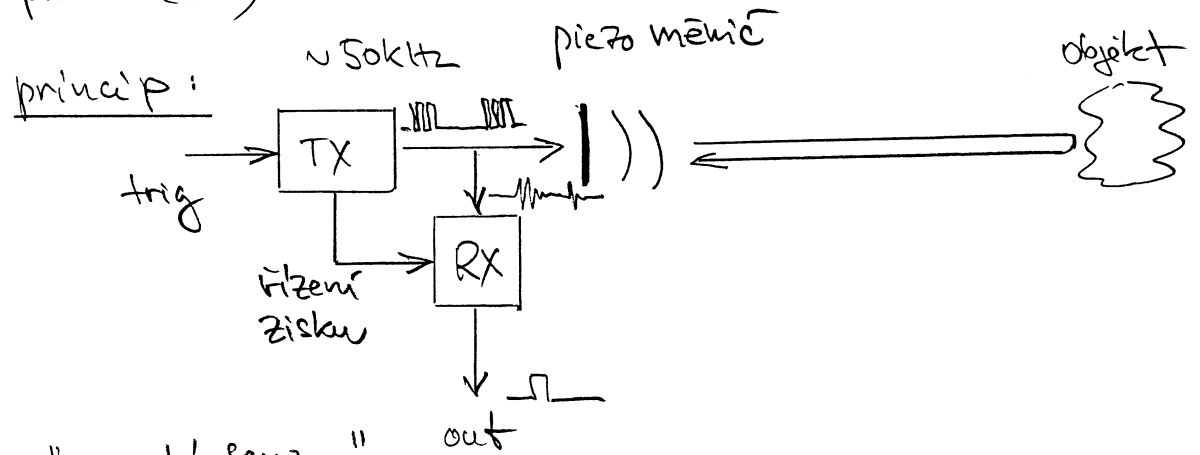 ~ 50kHz
piezo měnič
objekt
princip:
TX
trig
RX
řízení
zisku
out